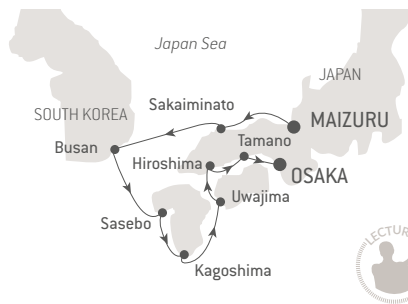 Japan Sea
JAPAN
SOUTH KOREA
Sakaiminato
MAIZURU
Busan
Tamano
Hiroshima
OSAKA
Uwajima
Sasebo
Kagoshima